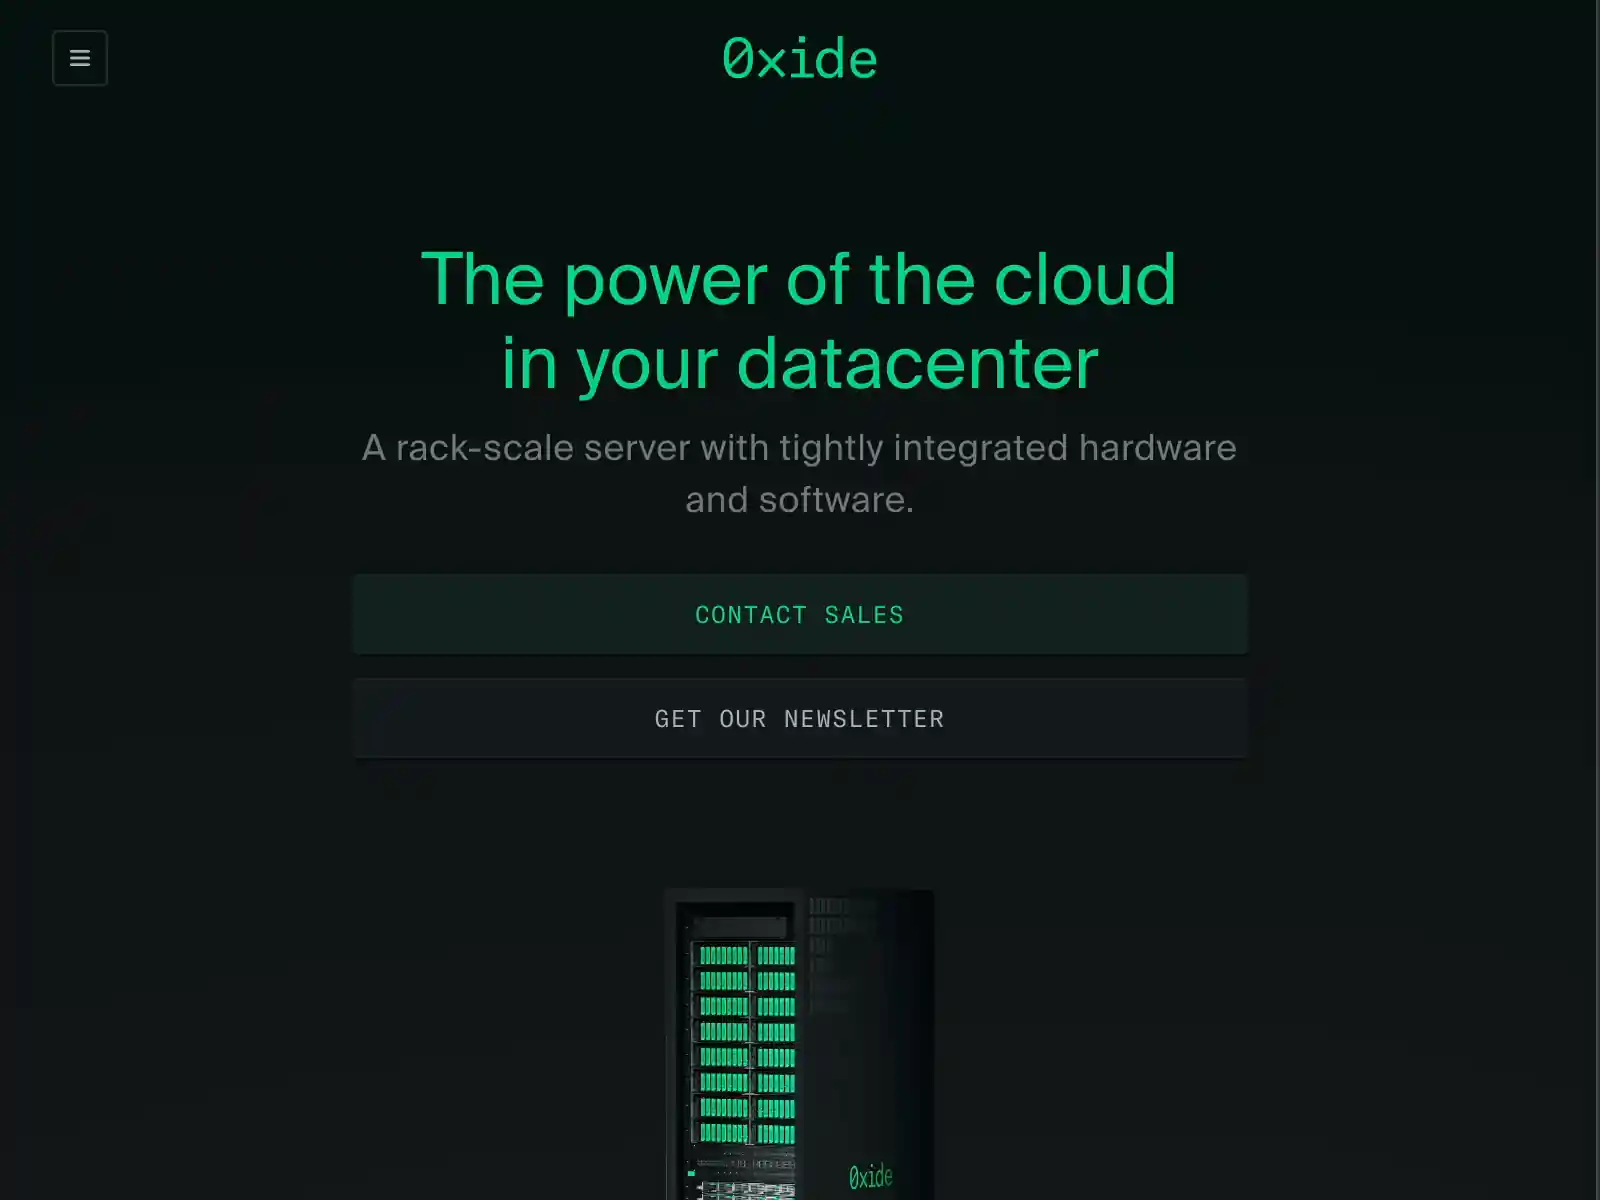 0xide
The power of the cloud
in your datacenter
A rack-scale server with tightly integrated hardware
and software.
CONTACT SALES
GET OUR NEWSLETTER
0xide